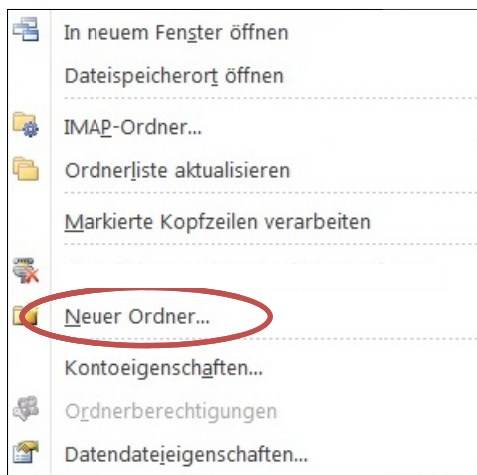 In neuem Fenster öffnen
Dateispeicherort öffnen
IMAP-Ordner...
Ordnerliste aktualisieren
Markierte Kopfzeilen verarbeiten
Neuer Ordner...
Kontoeigenschaften...
Ordnerberechtigungen
Datendateieigenschaften...